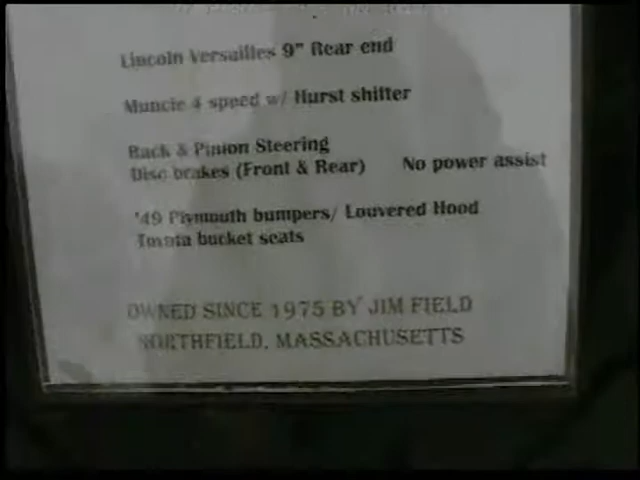 Lincoln Versailles 9" Rear end
Muncie 4 speed w/ Hurst shifter
Rack & Pinion Steering
Disc brakes (Front & Rear) No power assist
'49 Plymouth bumpers/ Louvered Hood
Toyota bucket seats
OWNED SINCE 1975 BY JIM FIELD
NORTHFIELD, MASSACHUSETTS